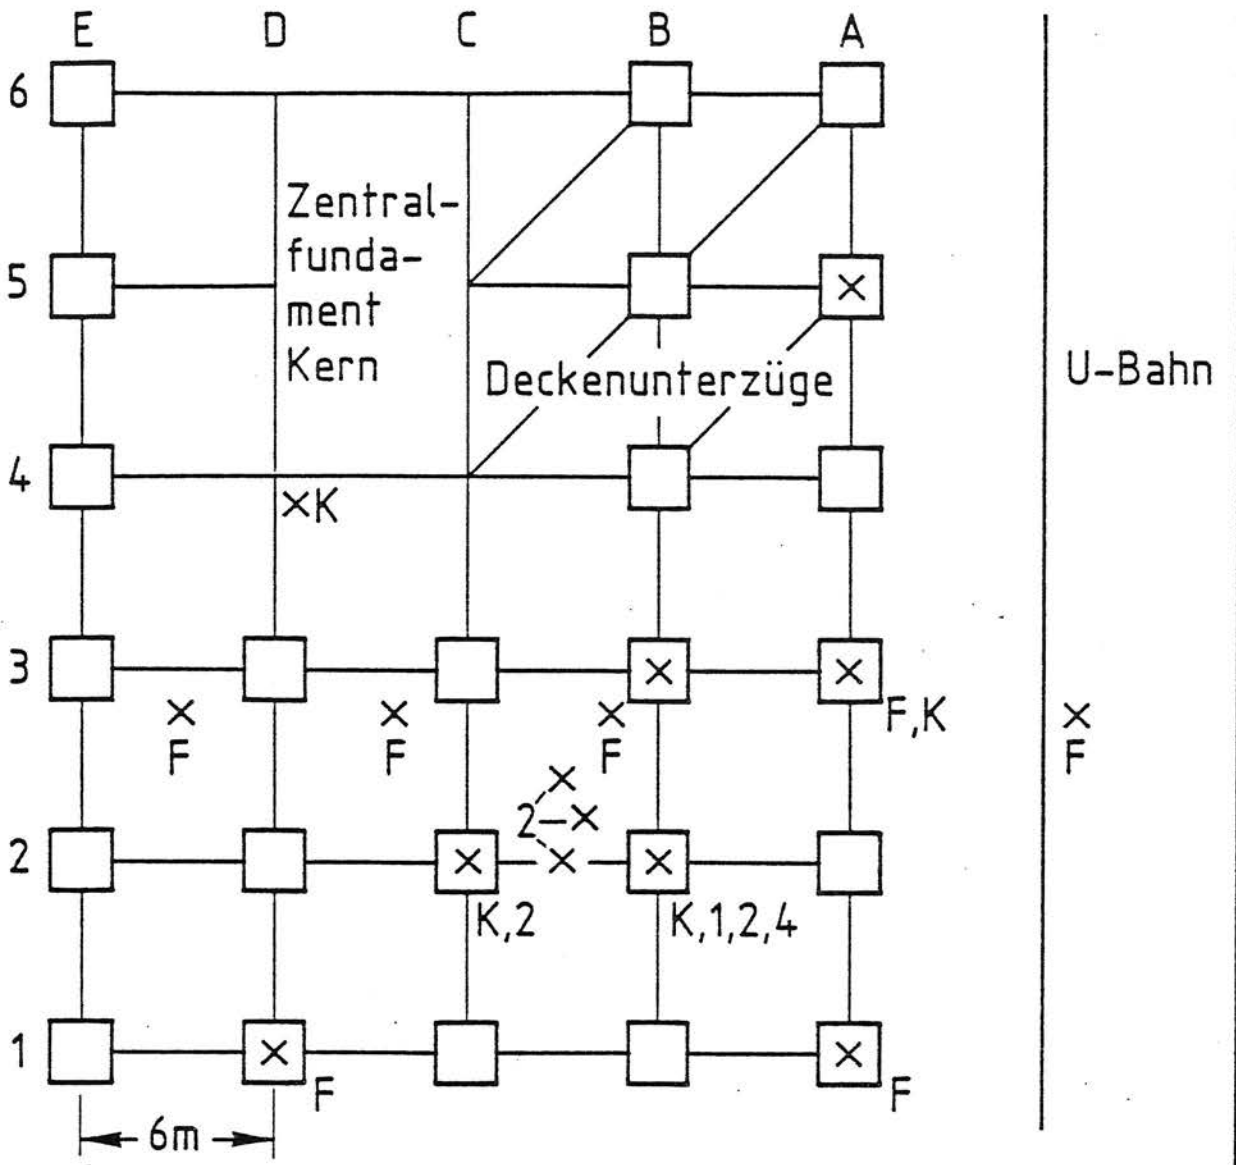 E D C B A
6
Zentral-
funda-
ment
Kern
5
Deckenunterzüge
U-Bahn
4
K
3
F F F F,K F
2
2
K,2 K,1,2,4
1
F F
6m